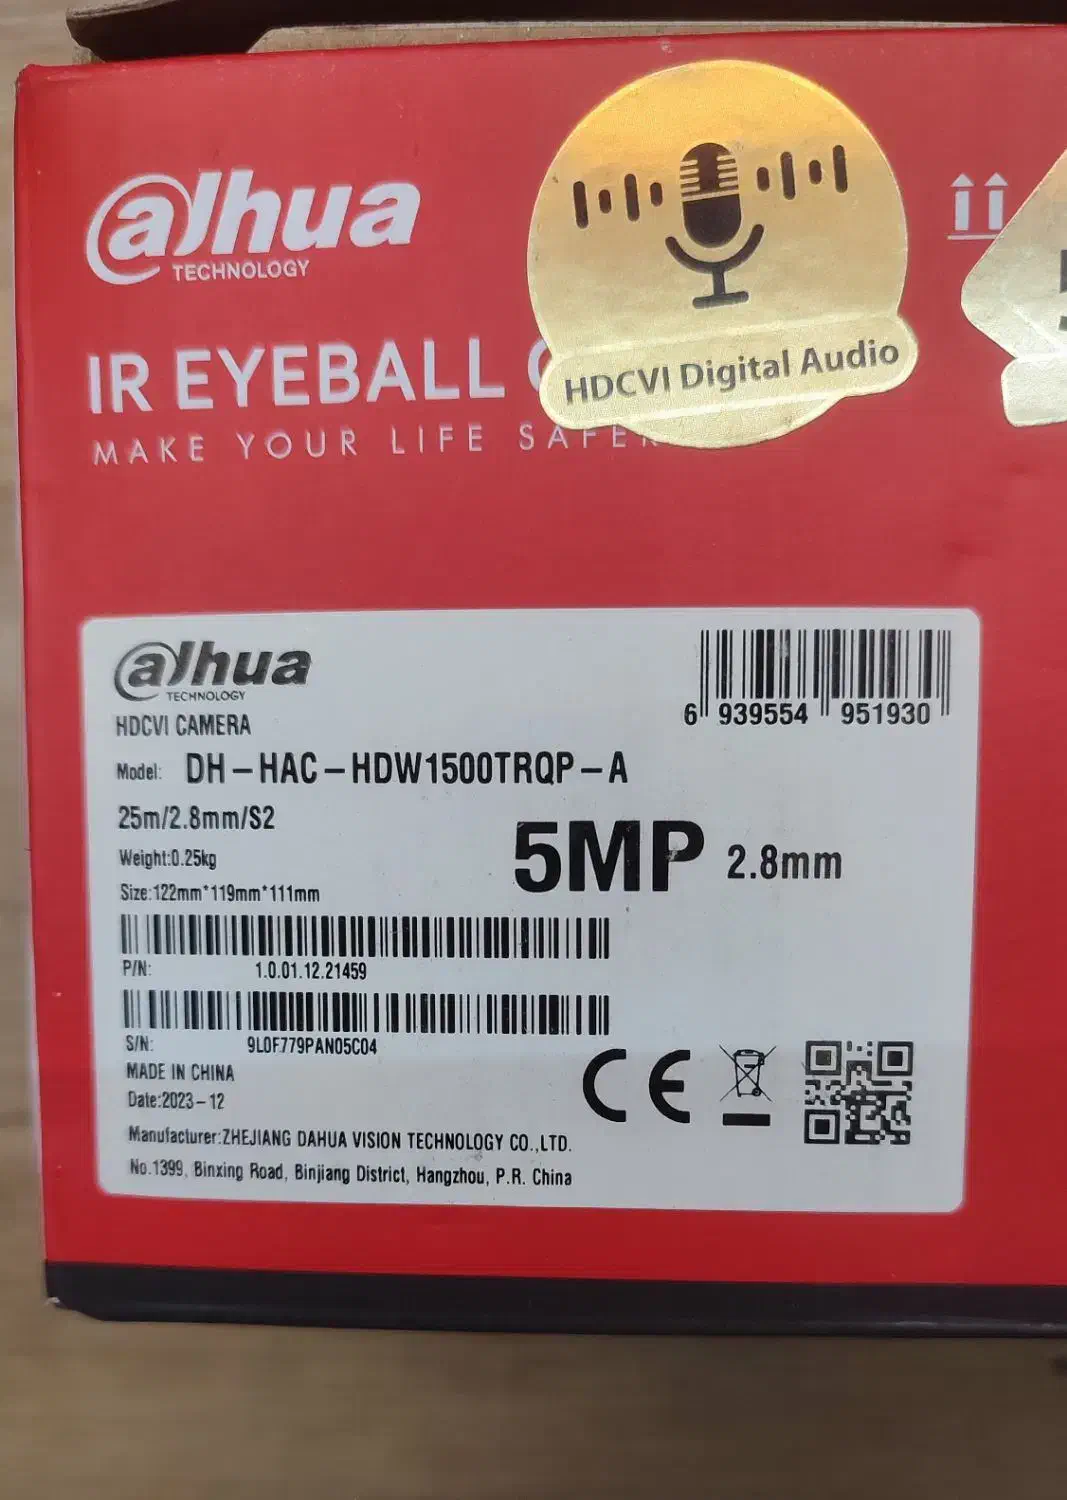 alhua
TECHNOLOGY
IR EYEBALL
MAKE YOUR LIFE SAFER
HDCVI Digital Audio
5
alhua
TECHNOLOGY
HDCVI CAMERA
Model: DH-HAC-HDW1500TRQP-A
25m/2.8mm/S2
Weight:0.25kg
Size:122mm*119mm*111mm
5MP 2.8mm
6 939554 951930
P/N: 1.0.01.12.21459
S/N: 9L0F779PAN05C04
MADE IN CHINA
Date:2023-12
Manufacturer:ZHEJIANG DAHUA VISION TECHNOLOGY CO.,LTD.
No.1399, Binxing Road, Binjiang District, Hangzhou, P.R. China
CE